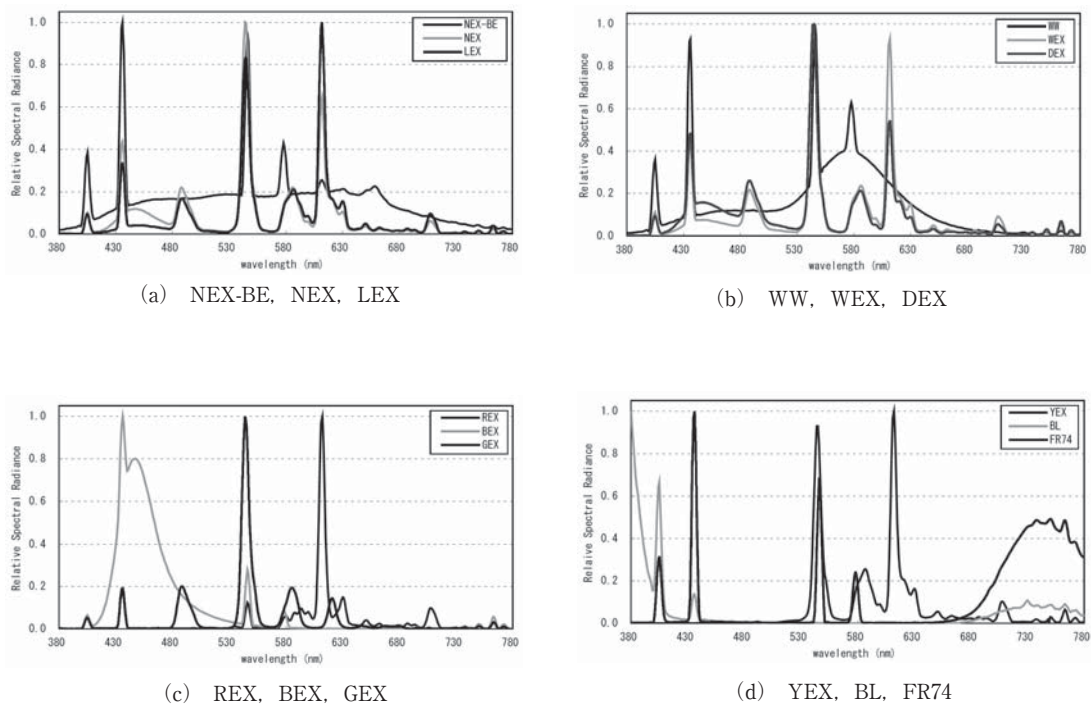 NEX-BE
NEX
LEX
Relative Spectral Radiance
1.0
0.8
0.6
0.4
0.2
0.0
380 430 480 530 580 630 680 730 780
wavelength (nm)
(a) NEX-BE, NEX, LEX
WW
WEX
DEX
Relative Spectral Radiance
1.0
0.8
0.6
0.4
0.2
0.0
380 430 480 530 580 630 680 730 780
wavelength (nm)
(b) WW, WEX, DEX
REX
BEX
GEX
Relative Spectral Radiance
1.0
0.8
0.6
0.4
0.2
0.0
380 430 480 530 580 630 680 730 780
wavelength (nm)
(c) REX, BEX, GEX
YEX
BL
FR74
Relative Spectral Radiance
1.0
0.8
0.6
0.4
0.2
0.0
380 430 480 530 580 630 680 730 780
wavelength (nm)
(d) YEX, BL, FR74